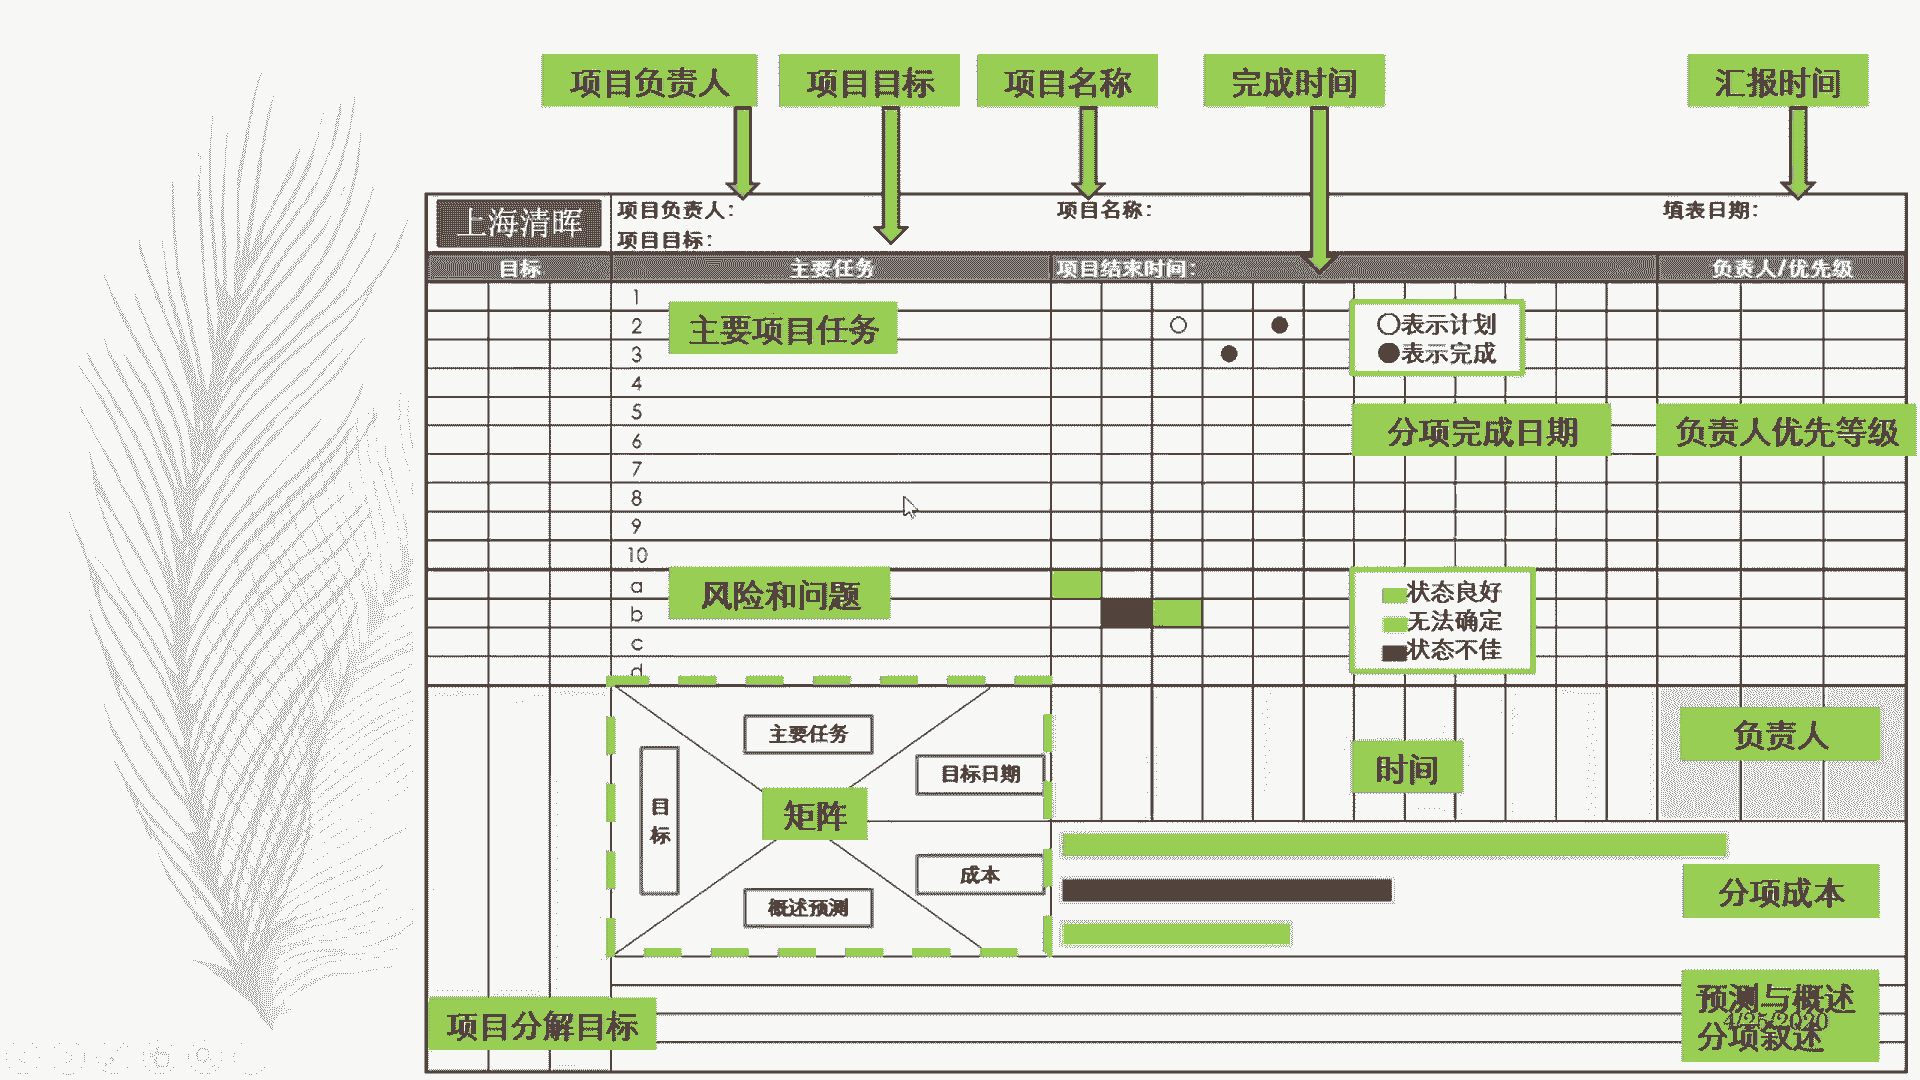 项目负责人
项目目标
项目名称
完成时间
汇报时间
上海清晖
项目负责人：
项目名称：
填表日期：
项目目标：
目标
主要任务
项目结束时间：
负责人/优先级
1
2
3
4
5
6
7
8
9
10
a
b
c
d
主要项目任务
○表示计划
●表示完成
分项完成日期
负责人优先等级
风险和问题
状态良好
无法确定
状态不佳
主要任务
目标日期
目标
矩阵
成本
概述预测
时间
负责人
分项成本
项目分解目标
预测与概述
4/25/2020
分项叙述